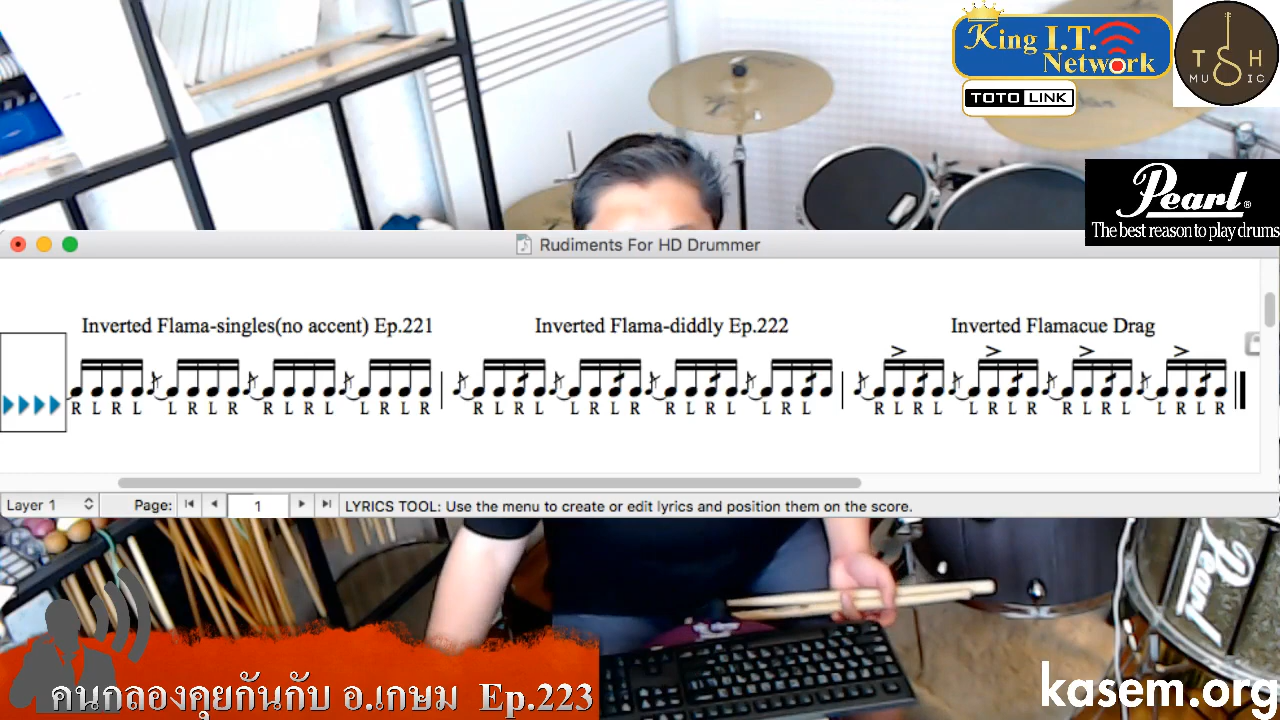 King I.T.
Network
TOTO LINK
T S H
MUSIC
Pearl®
The best reason to play drums
Rudiments For HD Drummer
Inverted Flama-singles(no accent) Ep.221
Inverted Flama-diddly Ep.222
Inverted Flamacue Drag
R L R L L R L R R L R L L R L R
R L R L L R L R R L R L L R L
R L R L L R L R R L R L L R L R
Layer 1
Page:
1
LYRICS TOOL: Use the menu to create or edit lyrics and position them on the score.
Pearl
คนกลองคุยกันกับ อ.เกษม Ep.223
kasem.org